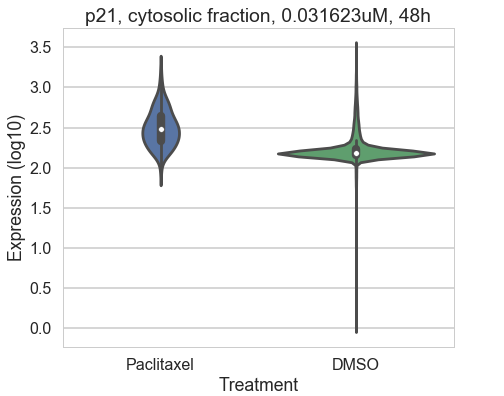 p21, cytosolic fraction, 0.031623uM, 48h
Expression (log10)
3.5
3.0
2.5
2.0
1.5
1.0
0.5
0.0
Paclitaxel DMSO
Treatment